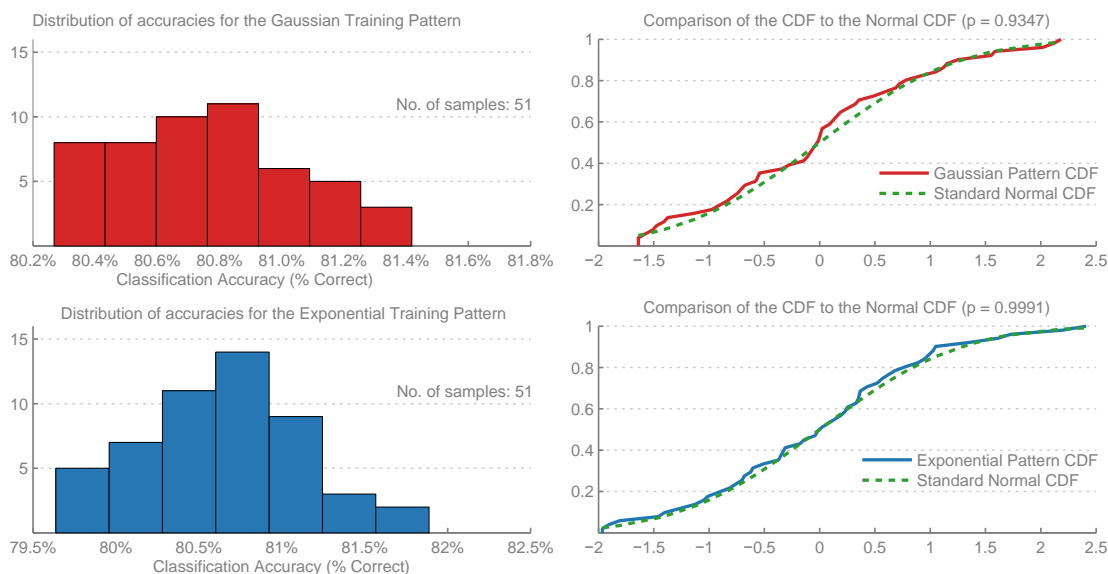 Distribution of accuracies for the Gaussian Training Pattern
15
10
5
No. of samples: 51
80.2% 80.4% 80.6% 80.8% 81.0% 81.2% 81.4% 81.6% 81.8%
Classification Accuracy (% Correct)
Comparison of the CDF to the Normal CDF (p = 0.9347)
1
0.8
0.6
0.4
0.2
Gaussian Pattern CDF
Standard Normal CDF
−2 −1.5 −1 −0.5 0 0.5 1 1.5 2 2.5
Distribution of accuracies for the Exponential Training Pattern
15
10
5
No. of samples: 51
79.5% 80% 80.5% 81% 81.5% 82% 82.5%
Classification Accuracy (% Correct)
Comparison of the CDF to the Normal CDF (p = 0.9991)
1
0.8
0.6
0.4
0.2
Exponential Pattern CDF
Standard Normal CDF
−2 −1.5 −1 −0.5 0 0.5 1 1.5 2 2.5